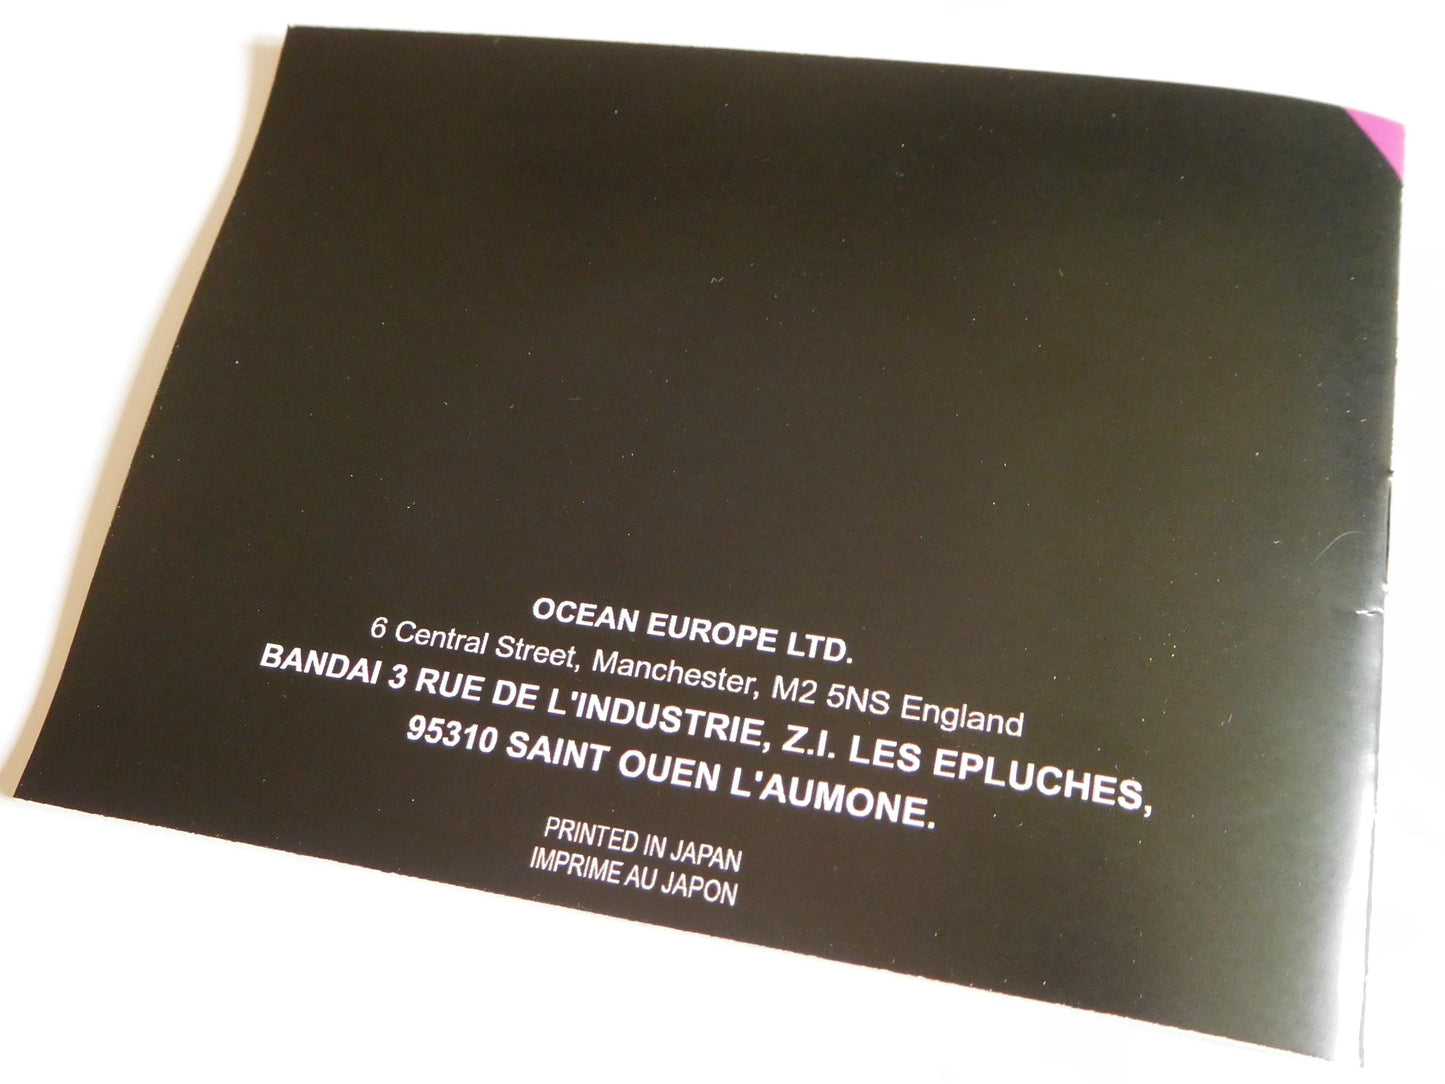 OCEAN EUROPE LTD.
6 Central Street, Manchester, M2 5NS England
BANDAI 3 RUE DE L'INDUSTRIE, Z.I. LES EPLUCHES,
95310 SAINT OUEN L'AUMONE.
PRINTED IN JAPAN
IMPRIME AU JAPON